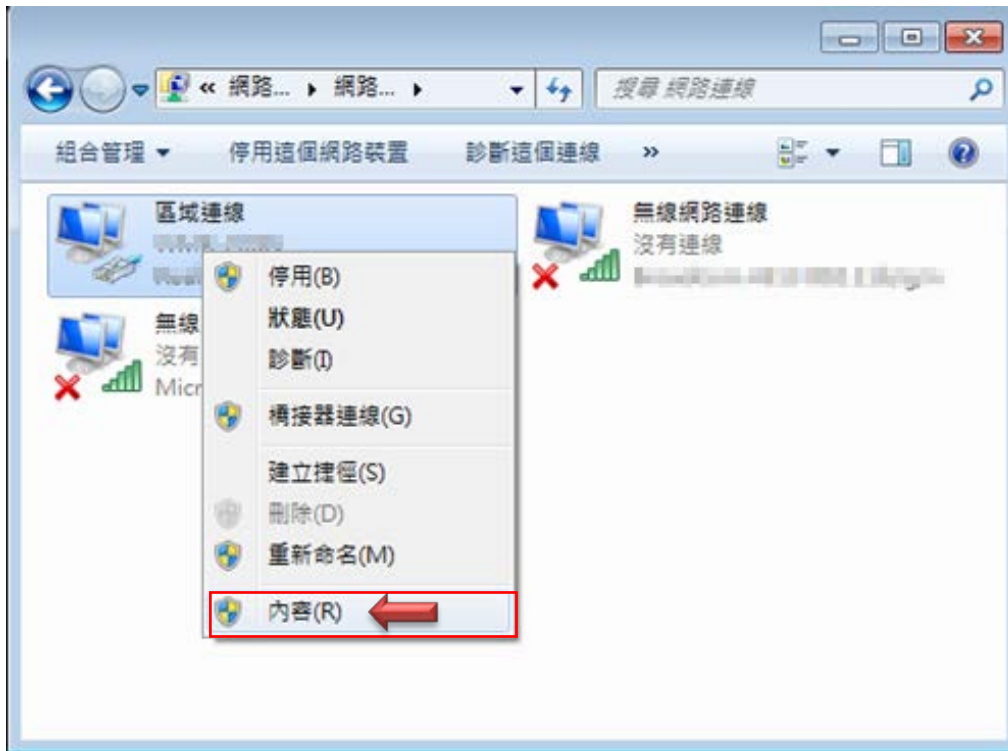 « 網路... 網路...
搜尋 網路連線
組合管理 停用這個網路裝置 診斷這個連線 »
區域連線
無線網路連線
沒有連線
無線
沒有
Micr
停用(B)
狀態(U)
診斷(I)
橋接器連線(G)
建立捷徑(S)
刪除(D)
重新命名(M)
內容(R)